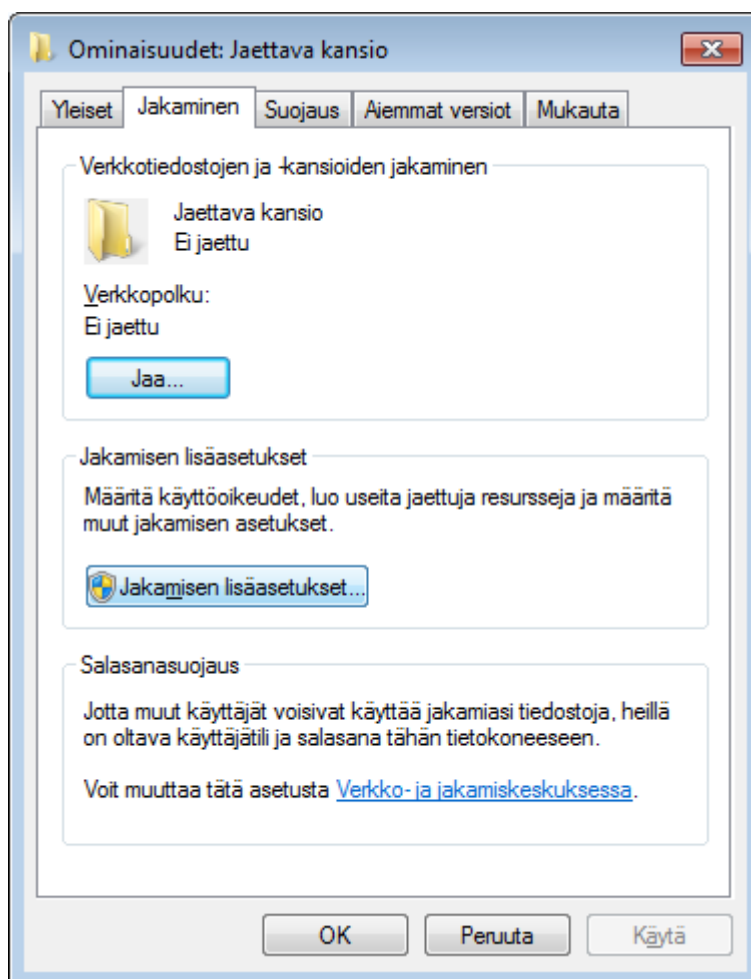 Ominaisuudet: Jaettava kansio
Yleiset
Jakaminen
Suojaus
Aiemmat versiot
Mukauta
Verkkotiedostojen ja -kansioiden jakaminen
Jaettava kansio
Ei jaettu
Verkkopolku:
Ei jaettu
Jaa...
Jakamisen lisäasetukset
Määritä käyttöoikeudet, luo useita jaettuja resursseja ja määritä
muut jakamisen asetukset.
Jakamisen lisäasetukset...
Salasanasuojaus
Jotta muut käyttäjät voisivat käyttää jakamiasi tiedostoja, heillä
on oltava käyttäjätili ja salasana tähän tietokoneeseen.
Voit muuttaa tätä asetusta Verkko- ja jakamiskeskuksessa.
OK
Peruuta
Käytä